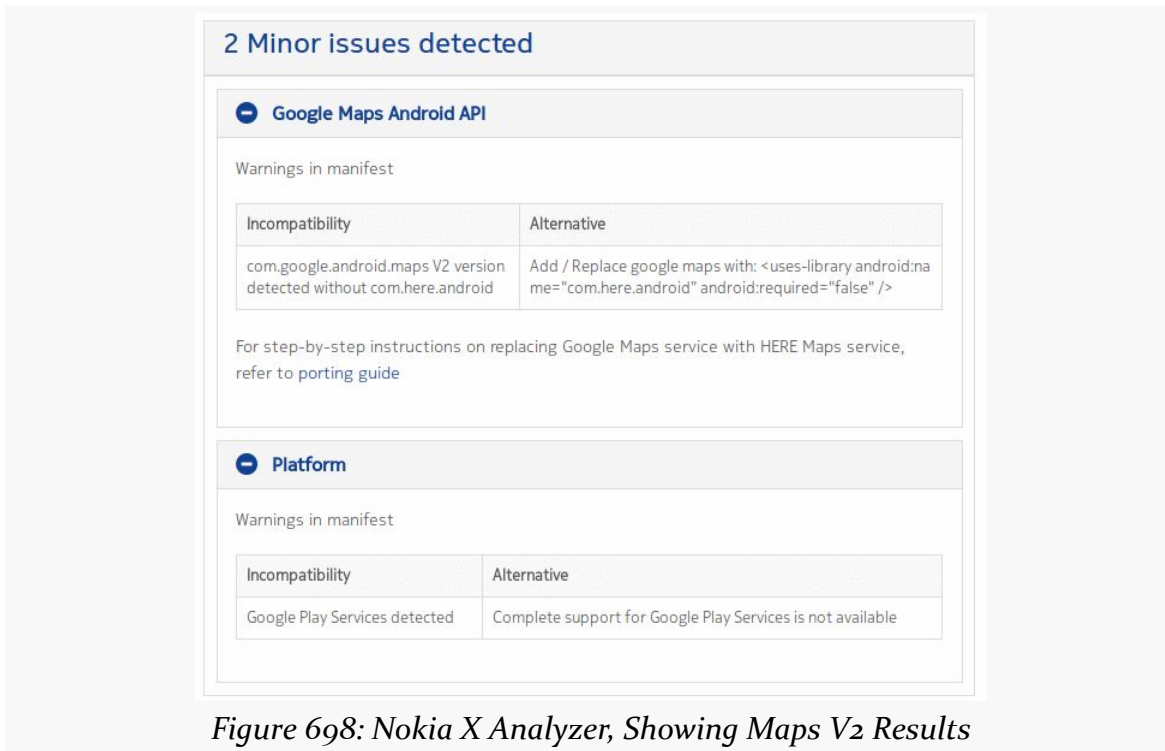 2 Minor issues detected
Google Maps Android API
Warnings in manifest
Incompatibility
Alternative
com.google.android.maps V2 version
detected without com.here.android
Add / Replace google maps with: <uses-library android:na
me="com.here.android" android:required="false" />
For step-by-step instructions on replacing Google Maps service with HERE Maps service,
refer to porting guide
Platform
Warnings in manifest
Incompatibility
Alternative
Google Play Services detected
Complete support for Google Play Services is not available
Figure 698: Nokia X Analyzer, Showing Maps V2 Results